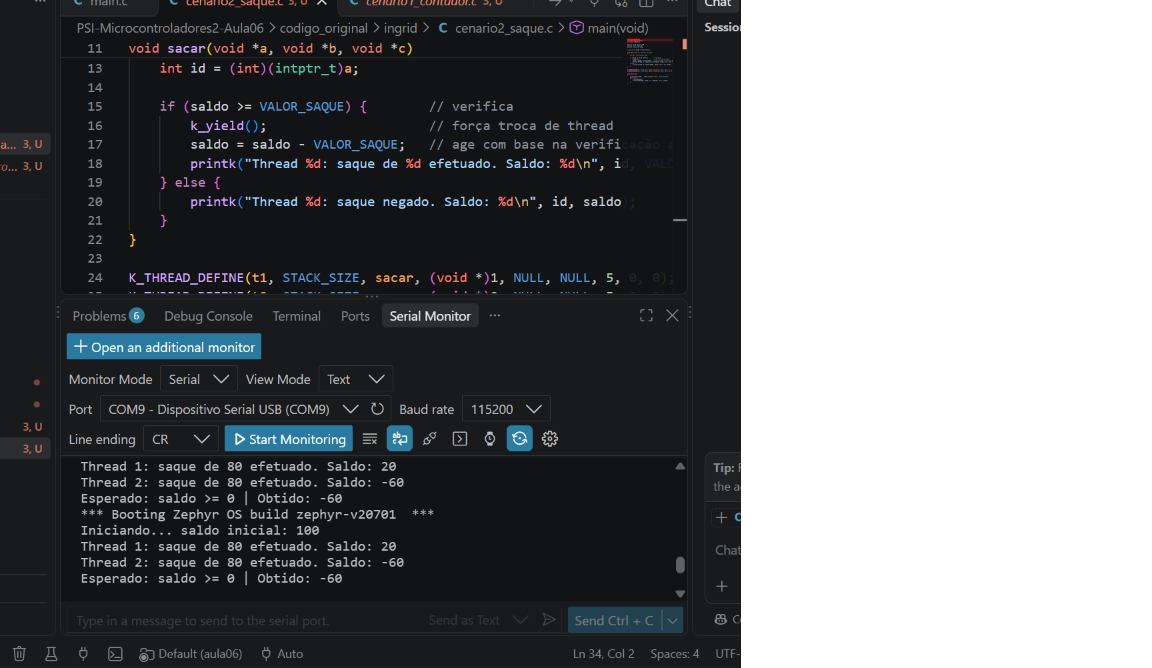 main.c cenario2_saque.c 3, U cenario1_contador.c 3, U Chat
PSI-Microcontroladores2-Aula06 > codigo_original > ingrid > C cenario2_saque.c > main(void)
Session
11 void sacar(void *a, void *b, void *c)
13 int id = (int)(intptr_t)a;
14
15 if (saldo >= VALOR_SAQUE) { // verifica
16 k_yield(); // força troca de thread
17 saldo = saldo - VALOR_SAQUE; // age com base na verificação a
18 printk("Thread %d: saque de %d efetuado. Saldo: %d\n", id, VALO
19 } else {
20 printk("Thread %d: saque negado. Saldo: %d\n", id, saldo);
21 }
22 }
23
24 K_THREAD_DEFINE(t1, STACK_SIZE, sacar, (void *)1, NULL, NULL, 5, 0, 0);
a... 3, U
o... 3, U
3, U
3, U
Problems 6 Debug Console Terminal Ports Serial Monitor ...
+ Open an additional monitor
Monitor Mode Serial View Mode Text
Port COM9 - Dispositivo Serial USB (COM9) Baud rate 115200
Line ending CR Start Monitoring
Thread 1: saque de 80 efetuado. Saldo: 20
Thread 2: saque de 80 efetuado. Saldo: -60
Esperado: saldo >= 0 | Obtido: -60
*** Booting Zephyr OS build zephyr-v20701 ***
Iniciando... saldo inicial: 100
Thread 1: saque de 80 efetuado. Saldo: 20
Thread 2: saque de 80 efetuado. Saldo: -60
Esperado: saldo >= 0 | Obtido: -60
Type in a message to send to the serial port. Send as Text Send Ctrl + C
Tip:
the a
Chat
Default (aula06) Auto Ln 34, Col 2 Spaces: 4 UTF-